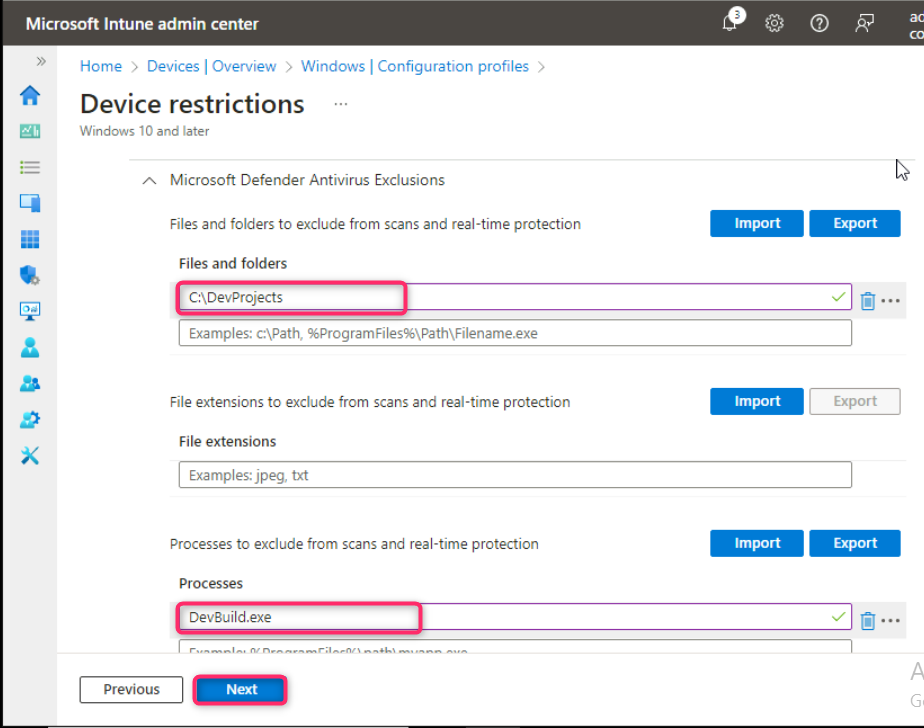 Microsoft Intune admin center
3
ad
co
Home > Devices | Overview > Windows | Configuration profiles >
Device restrictions ...
Windows 10 and later
Microsoft Defender Antivirus Exclusions
Files and folders to exclude from scans and real-time protection
Import
Export
Files and folders
C:\DevProjects
Examples: c:\Path, %ProgramFiles%\Path\Filename.exe
File extensions to exclude from scans and real-time protection
Import
Export
File extensions
Examples: jpeg, txt
Processes to exclude from scans and real-time protection
Import
Export
Processes
DevBuild.exe
Example: %ProgramFiles%\path\myapp.exe
Previous
Next
A
G